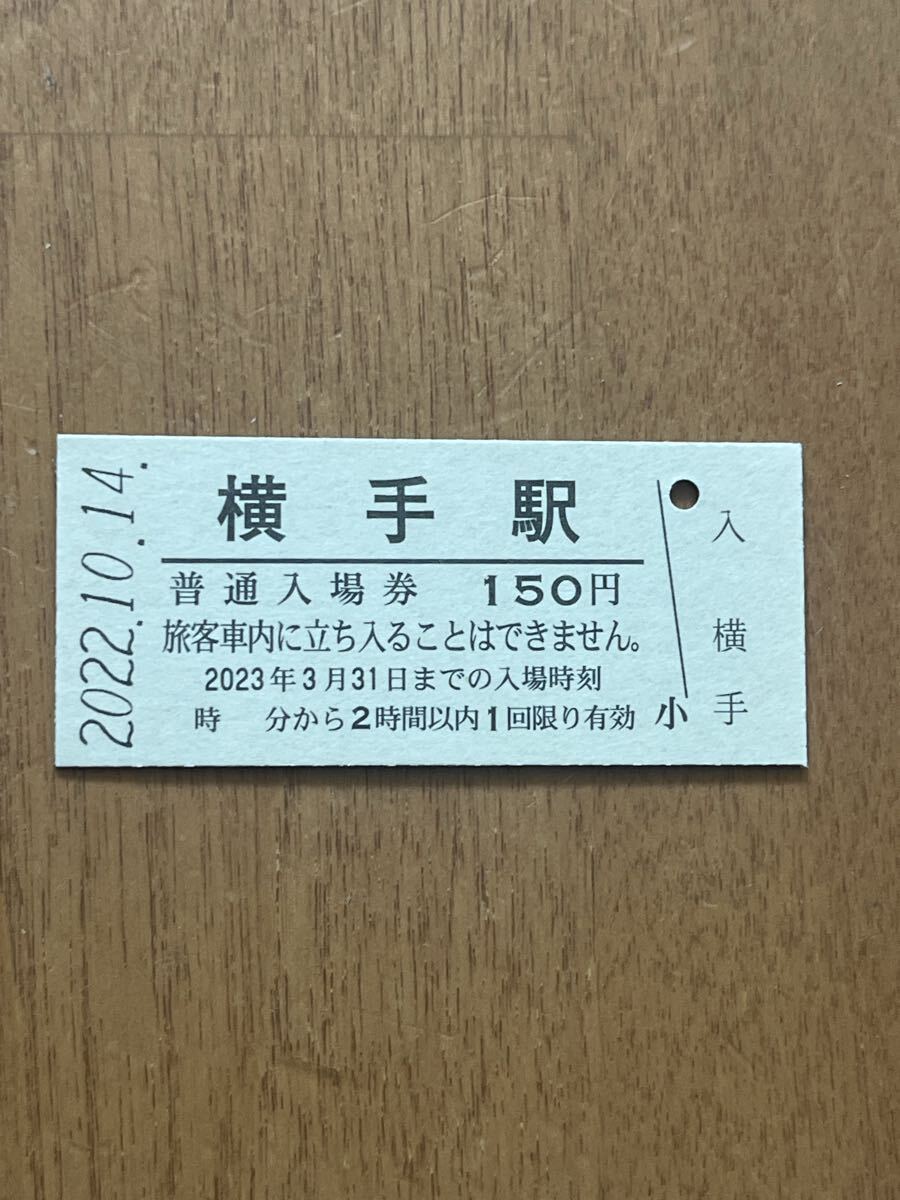 2022.10.14.
横手駅
普通入場券 150円
旅客車内に立ち入ることはできません。
2023年3月31日までの入場時刻
時 分から2時間以内1回限り有効
小
入
横
手